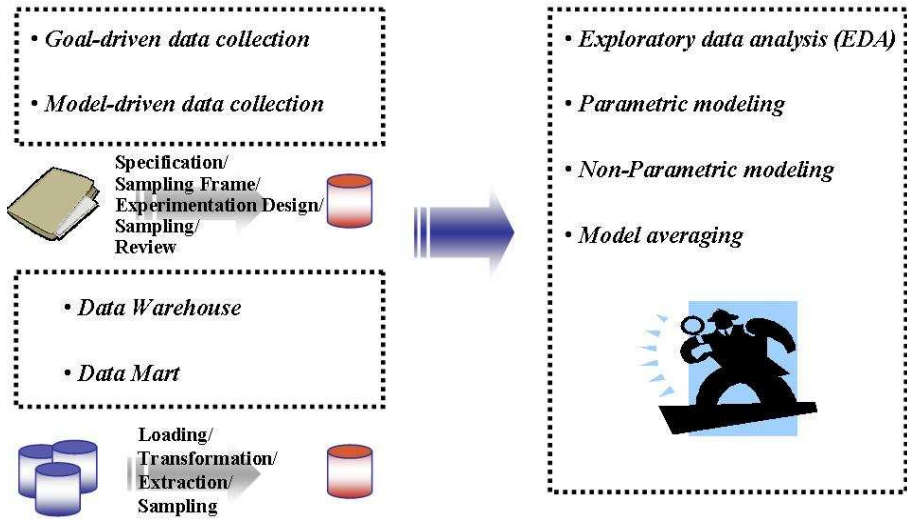 • Goal-driven data collection
• Model-driven data collection
Specification/
Sampling Frame/
Experimentation Design/
Sampling/
Review
• Data Warehouse
• Data Mart
Loading/
Transformation/
Extraction/
Sampling
• Exploratory data analysis (EDA)
• Parametric modeling
• Non-Parametric modeling
• Model averaging